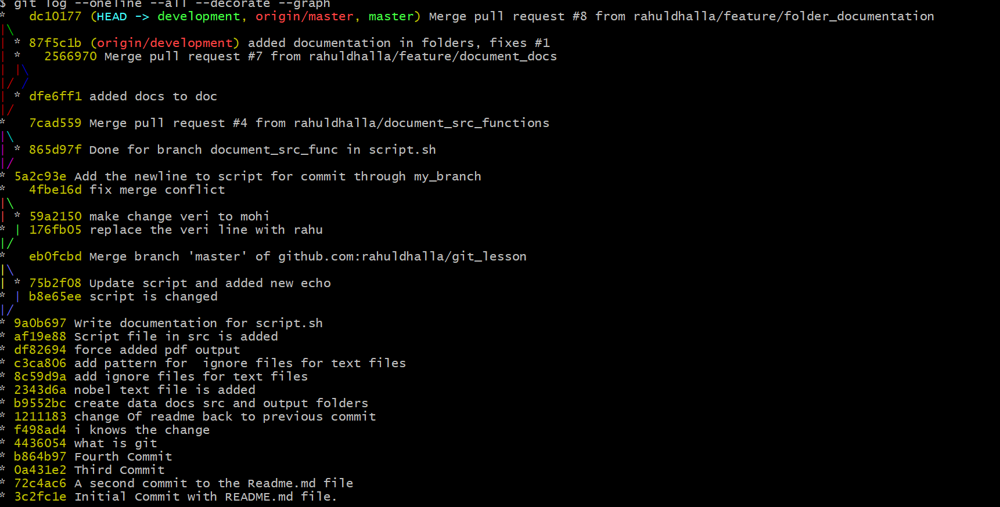 $ git log --oneline --all --decorate --graph
*   dc10177 (HEAD -> development, origin/master, master) Merge pull request #8 from rahuldhalla/feature/folder_documentation
|\
| * 87f5c1b (origin/development) added documentation in folders, fixes #1
| *   2566970 Merge pull request #7 from rahuldhalla/feature/document_docs
| |\
|/ /
| * dfe6ff1 added docs to doc
|/
*   7cad559 Merge pull request #4 from rahuldhalla/document_src_functions
|\
| * 865d97f Done for branch document_src_func in script.sh
|/
* 5a2c93e Add the newline to script for commit through my_branch
*   4fbe16d fix merge conflict
|\
| * 59a2150 make change veri to mohi
* | 176fb05 replace the veri line with rahu
|/
*   eb0fcbd Merge branch 'master' of github.com:rahuldhalla/git_lesson
|\
| * 75b2f08 Update script and added new echo
* | b8e65ee script is changed
|/
* 9a0b697 Write documentation for script.sh
* af19e88 Script file in src is added
* df82694 force added pdf output
* c3ca806 add pattern for  ignore files for text files
* 8c59d9a add ignore files for text files
* 2343d6a nobel text file is added
* b9552bc create data docs src and output folders
* 1211183 change Of readme back to previous commit
* f498ad4 i knows the change
* 4436054 what is git
* b864b97 Fourth Commit
* 0a431e2 Third Commit
* 72c4ac6 A second commit to the Readme.md file
* 3c2fc1e Initial Commit with README.md file.